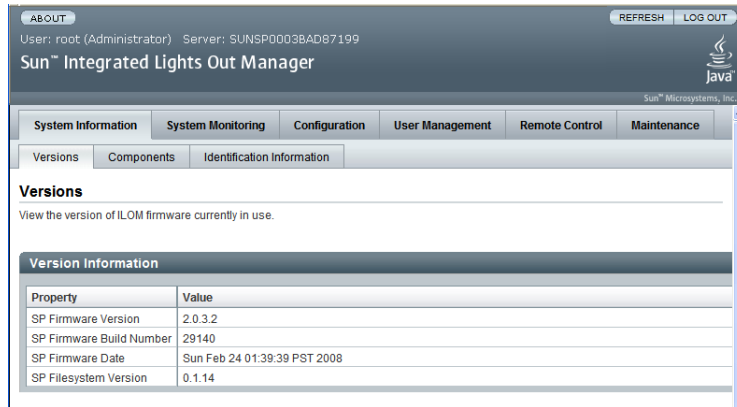 ABOUT
REFRESH LOG OUT
User: root (Administrator) Server: SUNSP0003BAD87199
Sun™ Integrated Lights Out Manager
Java™
Sun™ Microsystems, Inc.
System Information System Monitoring Configuration User Management Remote Control Maintenance
Versions Components Identification Information
Versions
View the version of ILOM firmware currently in use.
Version Information
Property Value
SP Firmware Version 2.0.3.2
SP Firmware Build Number 29140
SP Firmware Date Sun Feb 24 01:39:39 PST 2008
SP Filesystem Version 0.1.14